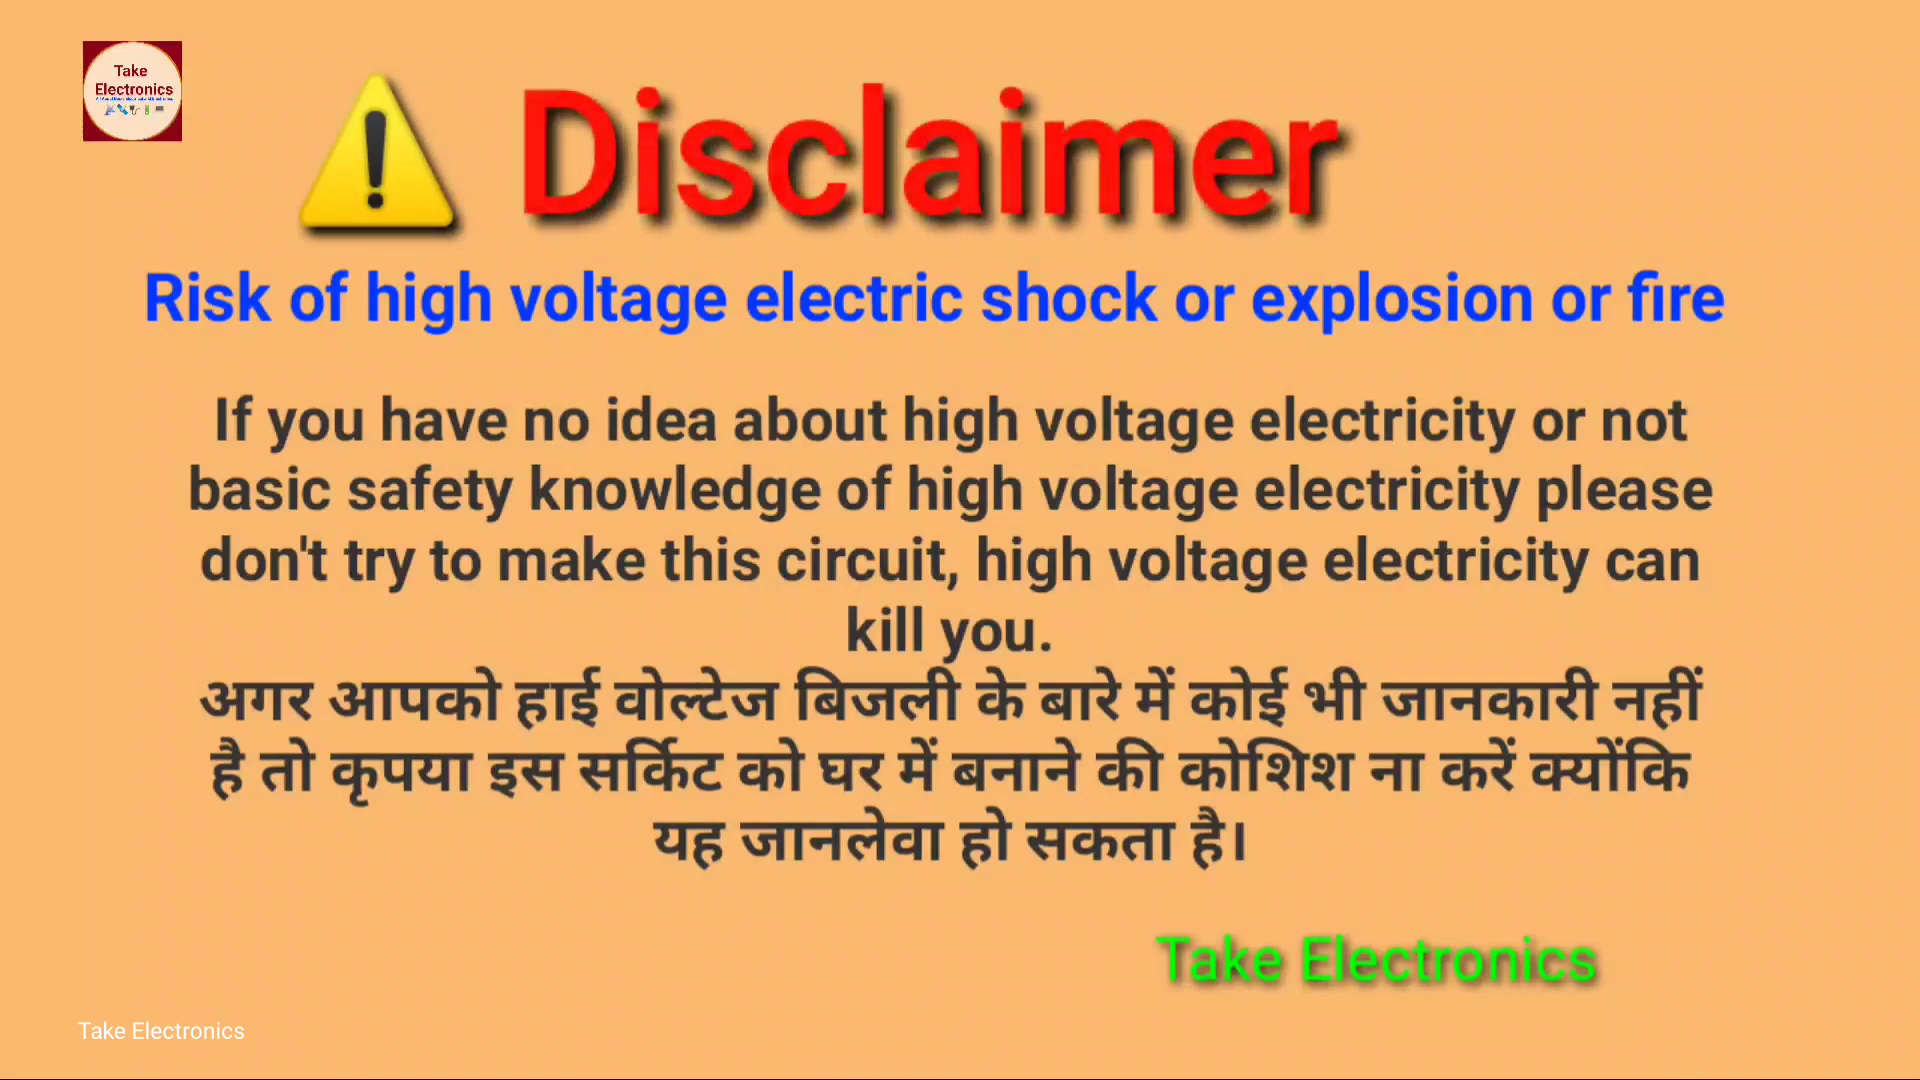 Take
Electronics
Disclaimer
Risk of high voltage electric shock or explosion or fire
If you have no idea about high voltage electricity or not
basic safety knowledge of high voltage electricity please
don't try to make this circuit, high voltage electricity can
kill you.
अगर आपको हाई वोल्टेज बिजली के बारे में कोई भी जानकारी नहीं
है तो कृपया इस सर्किट को घर में बनाने की कोशिश ना करें क्योंकि
यह जानलेवा हो सकता है।
Take Electronics
Take Electronics